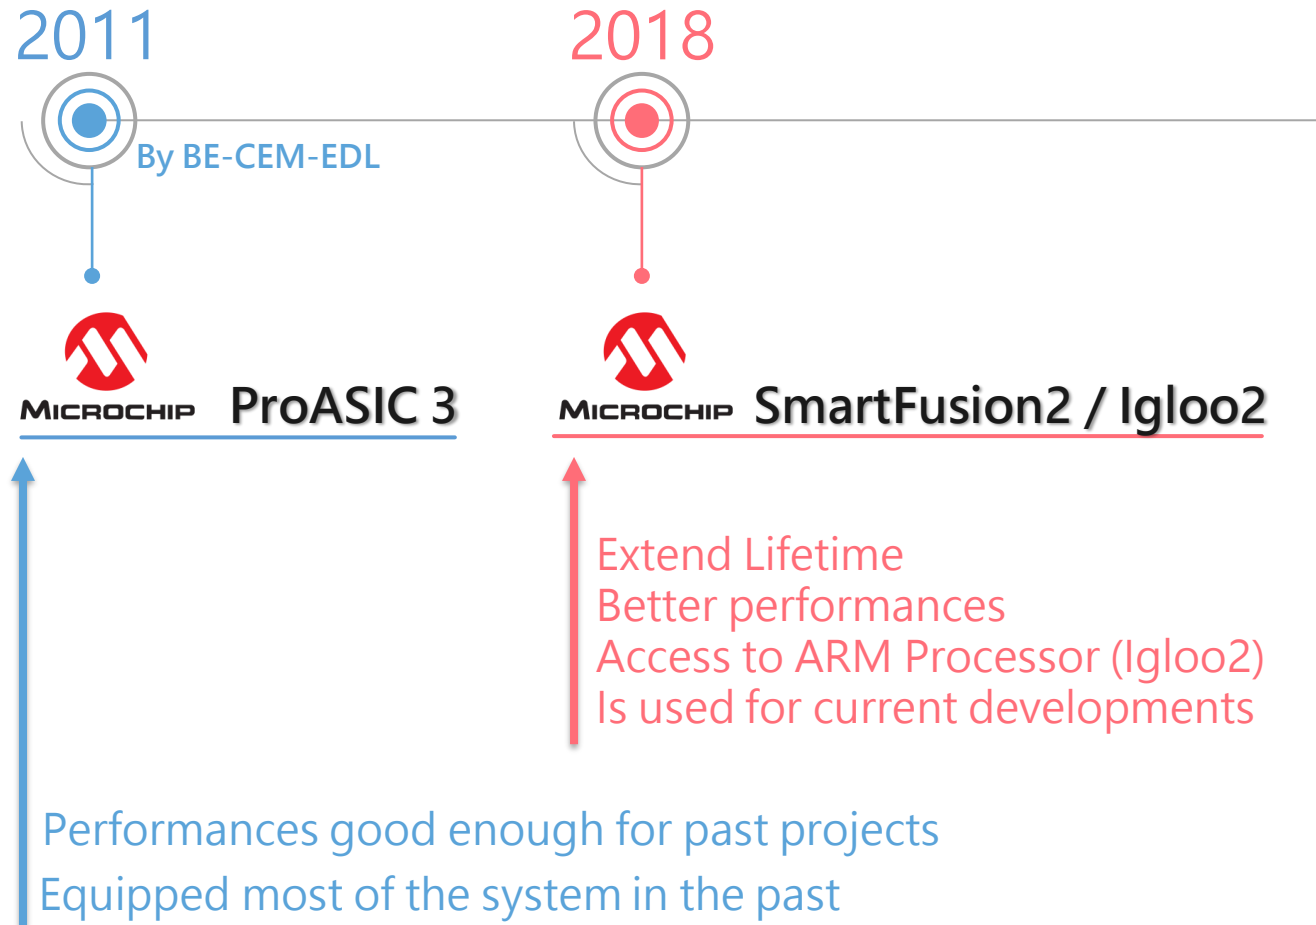 2011
2018
By BE-CEM-EDL
MICROCHIP ProASIC 3
MICROCHIP SmartFusion2 / Igloo2
Extend Lifetime
Better performances
Access to ARM Processor (Igloo2)
Is used for current developments
Performances good enough for past projects
Equipped most of the system in the past